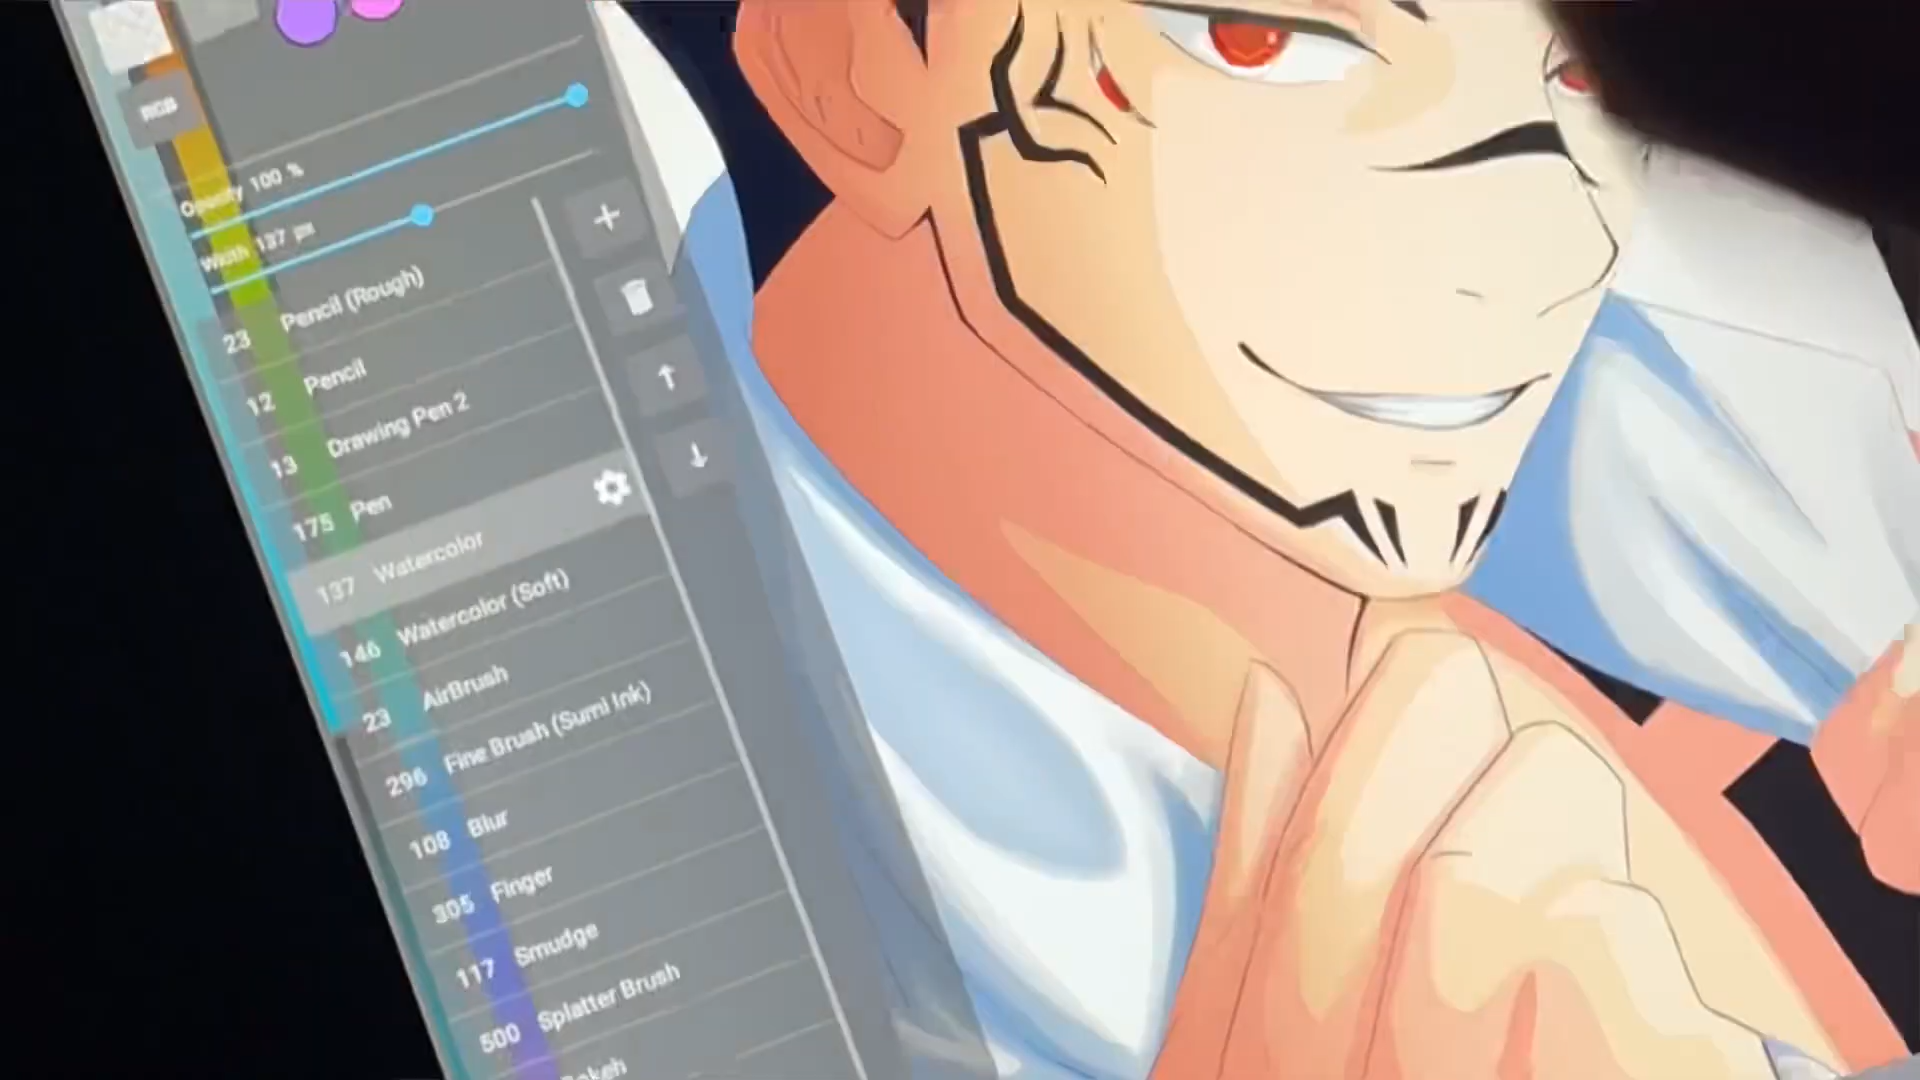 RGB
Opacity 100 %
Width 137 px
23 Pencil (Rough)
12 Pencil
13 Drawing Pen 2
175 Pen
137 Watercolor
146 Watercolor (Soft)
23 AirBrush
296 Fine Brush (Sumi Ink)
108 Blur
305 Finger
117 Smudge
500 Splatter Brush